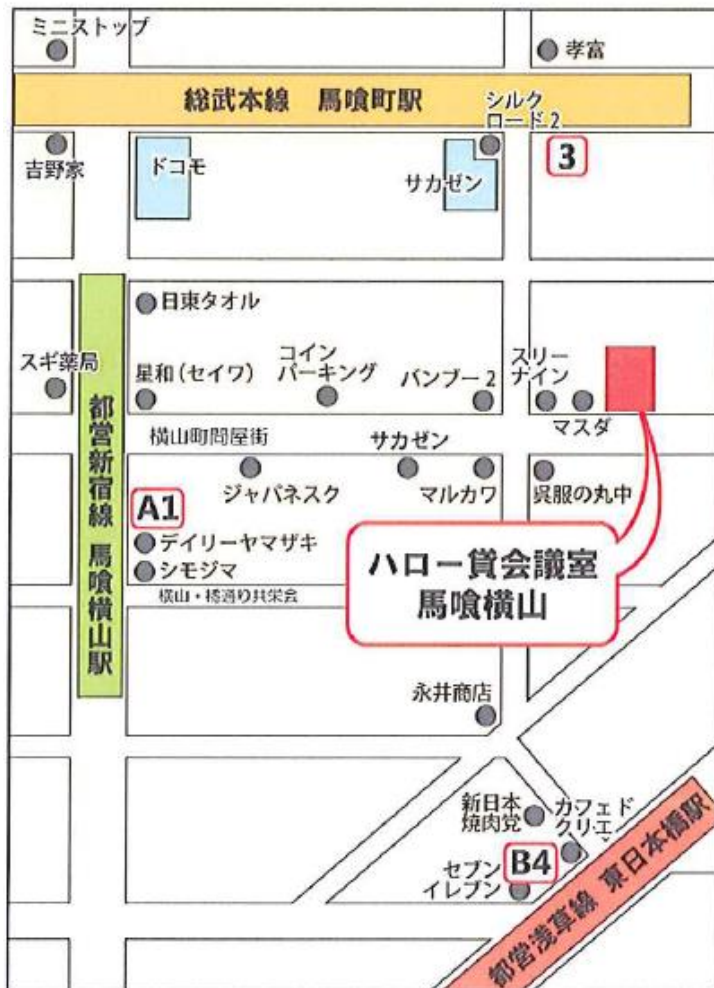 ミニストップ
孝富
総武本線 馬喰町駅
シルク
ロード2
吉野家
ドコモ
サカゼン
3
日東タオル
スギ薬局
星和(セイワ)
コイン
パーキング
バンブー2
スリー
ナイン
マスダ
都営新宿線 馬喰横山駅
横山町問屋街
サカゼン
ジャパネスク
マルカワ
呉服の丸中
A1
デイリーヤマザキ
シモジマ
横山・橘通り共栄会
ハロー貸会議室
馬喰横山
永井商店
新日本
焼肉党
カフェド
クリエ
B4
セブン
イレブン
都営浅草線 東日本橋駅